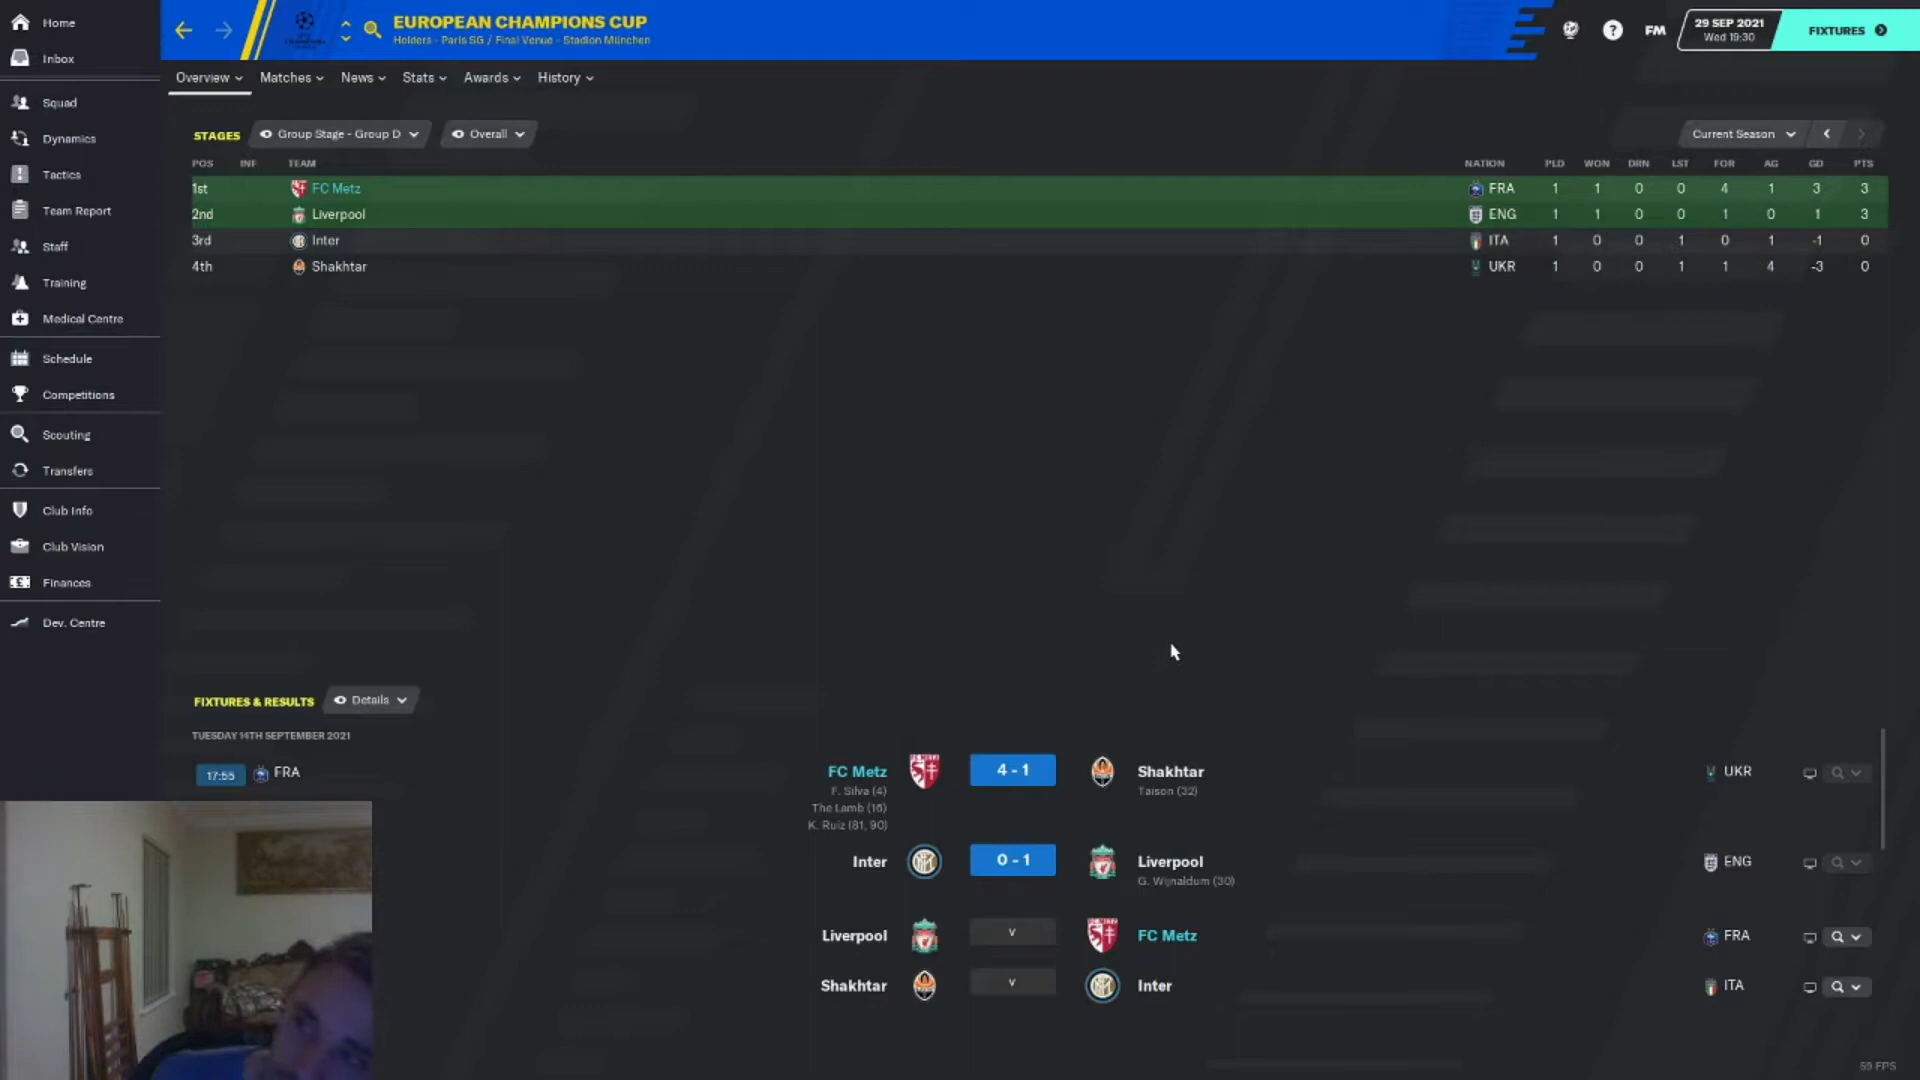 Home
Inbox
Squad
Dynamics
Tactics
Team Report
Staff
Training
Medical Centre
Schedule
Competitions
Scouting
Transfers
Club Info
Club Vision
Finances
Dev. Centre
EUROPEAN CHAMPIONS CUP
Holders - Paris SG / Final Venue - Stadion München
FM
29 SEP 2021
Wed 19:30
FIXTURES
Overview Matches News Stats Awards History
STAGES Group Stage - Group D Overall Current Season
POS INF TEAM NATION PLD WON DRN LST FOR AG GD PTS
1st FC Metz FRA 1 1 0 0 4 1 3 3
2nd Liverpool ENG 1 1 0 0 1 0 1 3
3rd Inter ITA 1 0 0 1 0 1 -1 0
4th Shakhtar UKR 1 0 0 1 1 4 -3 0
FIXTURES & RESULTS Details
TUESDAY 14TH SEPTEMBER 2021
17:55 FRA FC Metz 4 - 1 Shakhtar UKR
F. Silva (4) Taison (32)
The Lamb (16)
K. Ruiz (81, 90)
Inter 0 - 1 Liverpool ENG
G. Wijnaldum (30)
Liverpool v FC Metz FRA
Shakhtar v Inter ITA
59 FPS